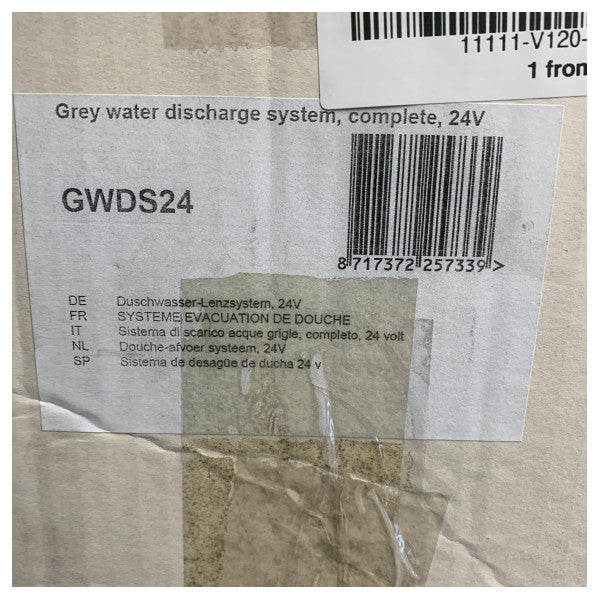 11111-V120-
1 fron
Grey water discharge system, complete, 24V
GWDS24
8 717372 257339 >
DE Duschwasser-Lenzsystem, 24V
FR SYSTEME EVACUATION DE DOUCHE
IT Sistema di scarico acque grigie, completo, 24 volt
NL Douche-afvoer systeem, 24V
SP Sistema de desagüe de ducha 24 v